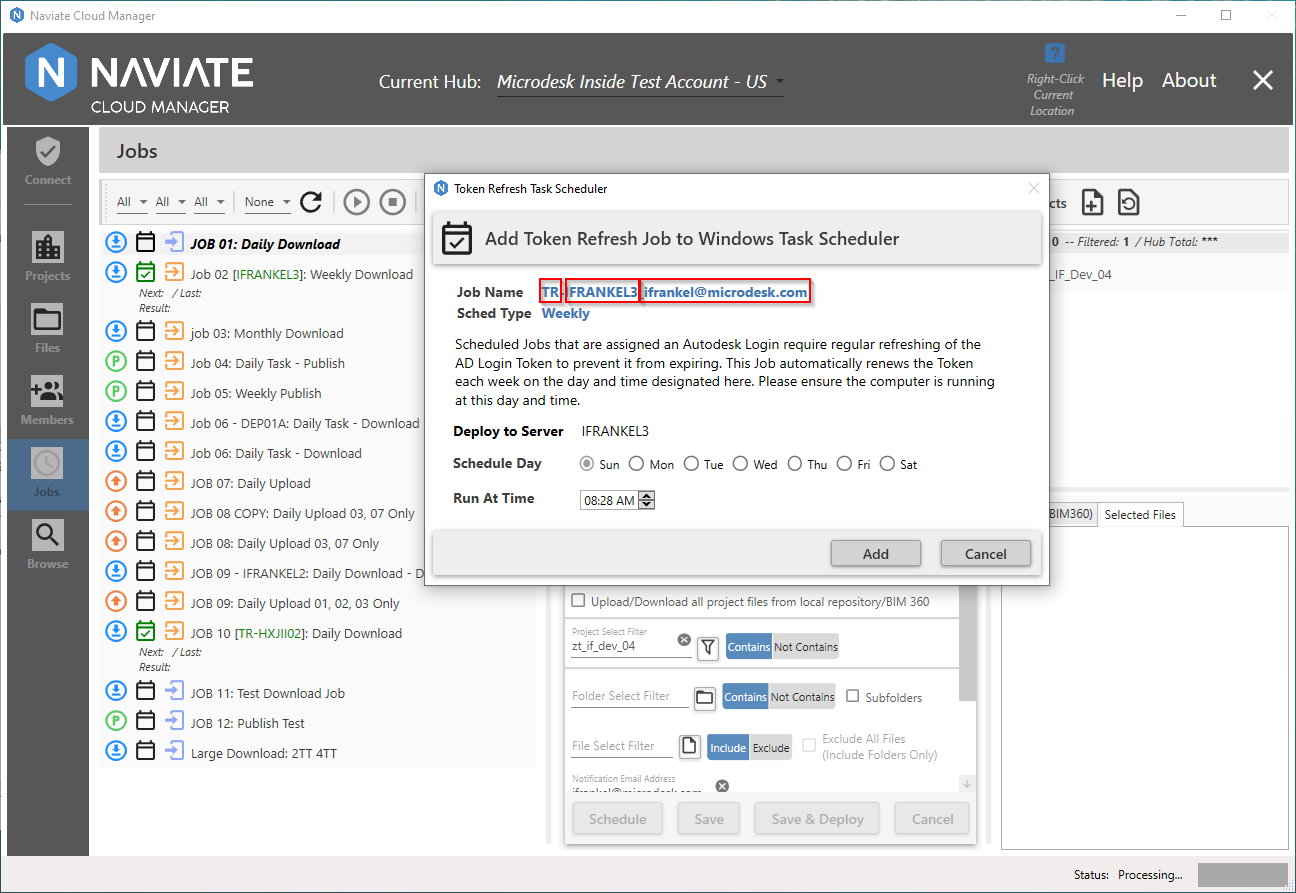 Naviate Cloud Manager
NAVIATE
CLOUD MANAGER
Current Hub: Microdesk Inside Test Account - US
?
Right-Click
Current
Location
Help About
Connect
Projects
Files
Members
Jobs
Browse
Jobs
All All All None
JOB 01: Daily Download
Job 02 [IFRANKEL3]: Weekly Download
Next: / Last:
Result:
job 03: Monthly Download
P Job 04: Daily Task - Publish
P Job 05: Weekly Publish
Job 06 - DEP01A: Daily Task - Download
Job 06: Daily Task - Download
JOB 07: Daily Upload
JOB 08 COPY: Daily Upload 03, 07 Only
JOB 08: Daily Upload 03, 07 Only
JOB 09 - IFRANKEL2: Daily Download - D
JOB 09: Daily Upload 01, 02, 03 Only
JOB 10 [TR-HXJII02]: Daily Download
Next: / Last:
Result:
JOB 11: Test Download Job
P JOB 12: Publish Test
Large Download: 2TT 4TT
Token Refresh Task Scheduler
Add Token Refresh Job to Windows Task Scheduler
Job Name TR-IFRANKEL3 ifrankel@microdesk.com
Sched Type Weekly
Scheduled Jobs that are assigned an Autodesk Login require regular refreshing of the
AD Login Token to prevent it from expiring. This Job automatically renews the Token
each week on the day and time designated here. Please ensure the computer is running
at this day and time.
Deploy to Server IFRANKEL3
Schedule Day Sun Mon Tue Wed Thu Fri Sat
Run At Time 08:28 AM
Add Cancel
cts
0 -- Filtered: 1 / Hub Total: ***
_IF_Dev_04
BIM360) Selected Files
Upload/Download all project files from local repository/BIM 360
Project Select Filter
zt_if_dev_04 Contains Not Contains
Folder Select Filter Contains Not Contains Subfolders
File Select Filter Include Exclude Exclude All Files
(Include Folders Only)
Notification Email Address
ifrankel@microdesk.com
Schedule Save Save & Deploy Cancel
Status: Processing...